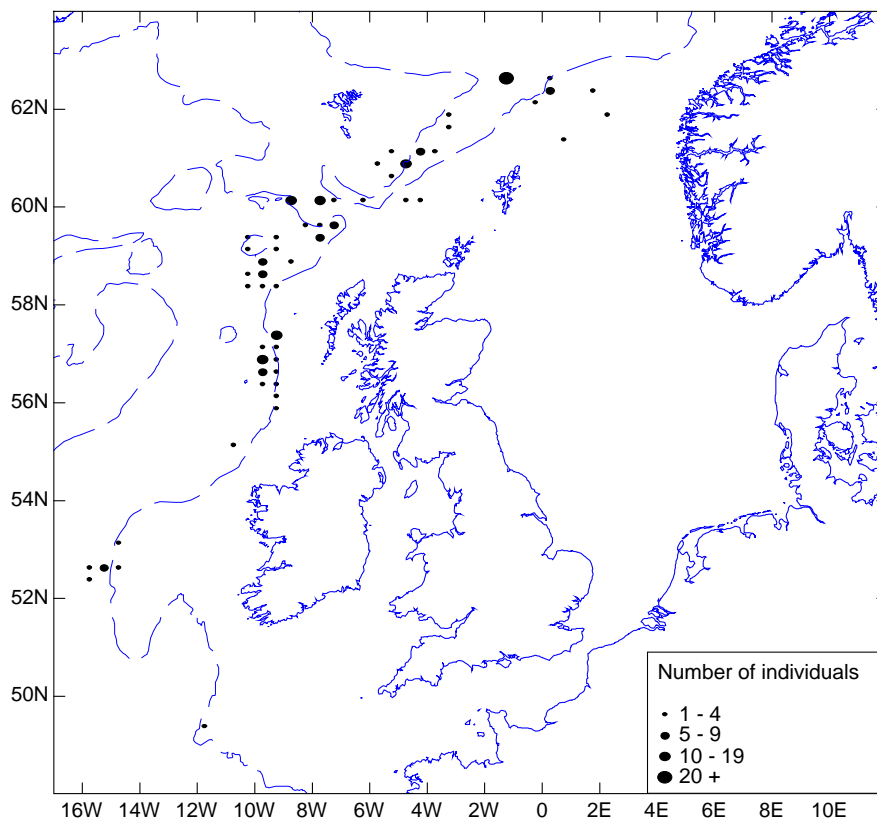 62N
60N
58N
56N
54N
52N
50N
Number of individuals
1 - 4
5 - 9
10 - 19
20 +
16W 14W 12W 10W 8W 6W 4W 2W 0 2E 4E 6E 8E 10E